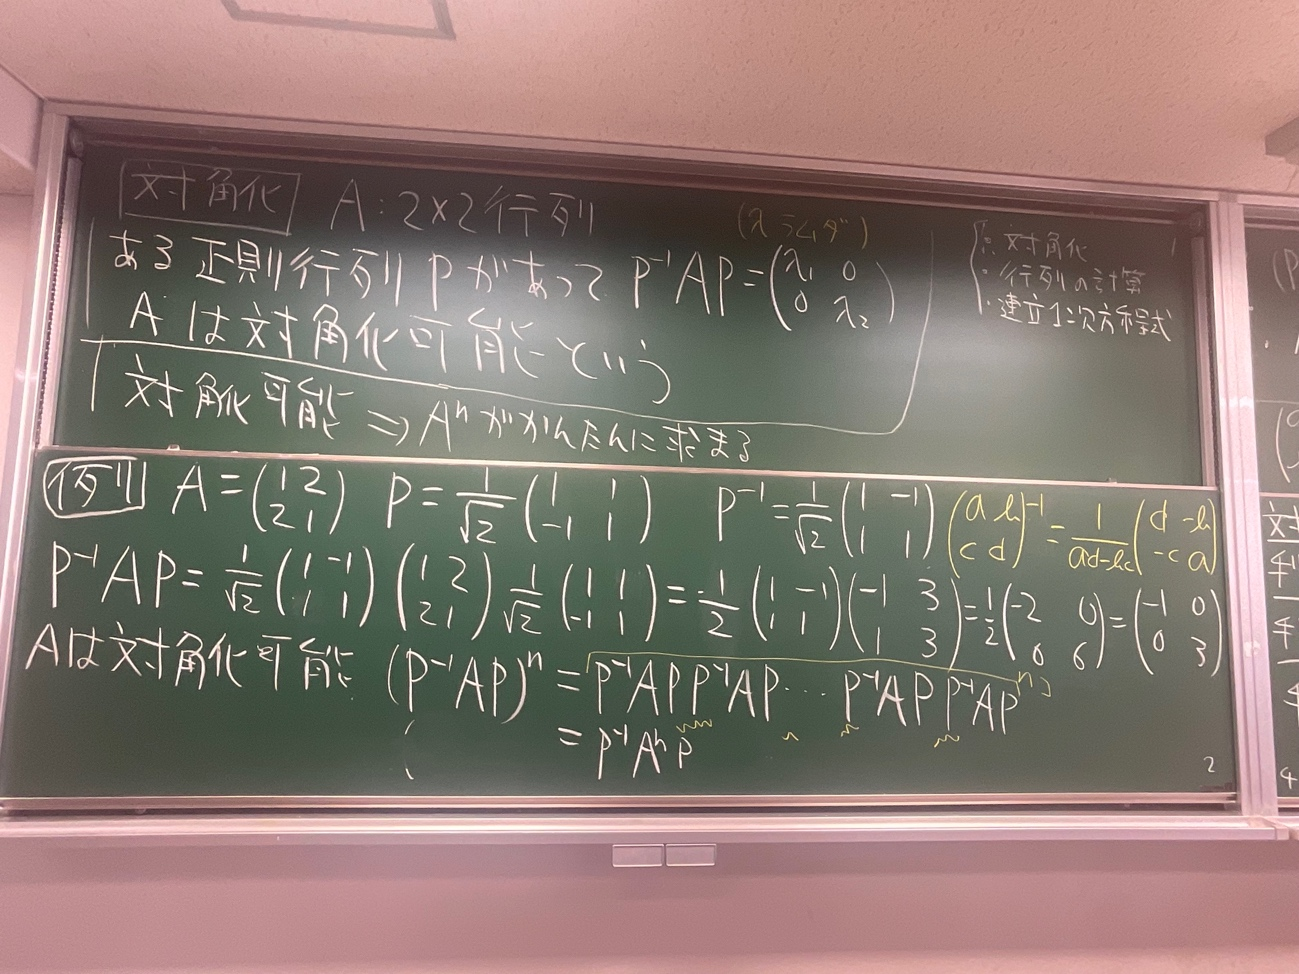 対角化 A:2×2行列
(λラムダ)
ある正則行列PがあってP⁻¹AP=(λ₁ 0 / 0 λ₂)
Aは対角化可能という
対角化可能⇒Aⁿがかんたんに求まる
・対角化
・行列の計算
・連立1次方程式
1
例 A=(1 2 / 2 1) P=1/√2(1 1 / -1 1) P⁻¹=1/√2(1 -1 / 1 1) (a b / c d)⁻¹=1/(ad-bc)(d -b / -c a)
P⁻¹AP=1/√2(1 -1 / 1 1)(1 2 / 2 1)1/√2(1 1 / -1 1)=1/2(1 -1 / 1 1)(-1 3 / 1 3)=1/2(-2 0 / 0 6)=(-1 0 / 0 3)
Aは対角化可能 (P⁻¹AP)ⁿ=P⁻¹APP⁻¹AP…P⁻¹APP⁻¹AP
=P⁻¹AⁿP
2